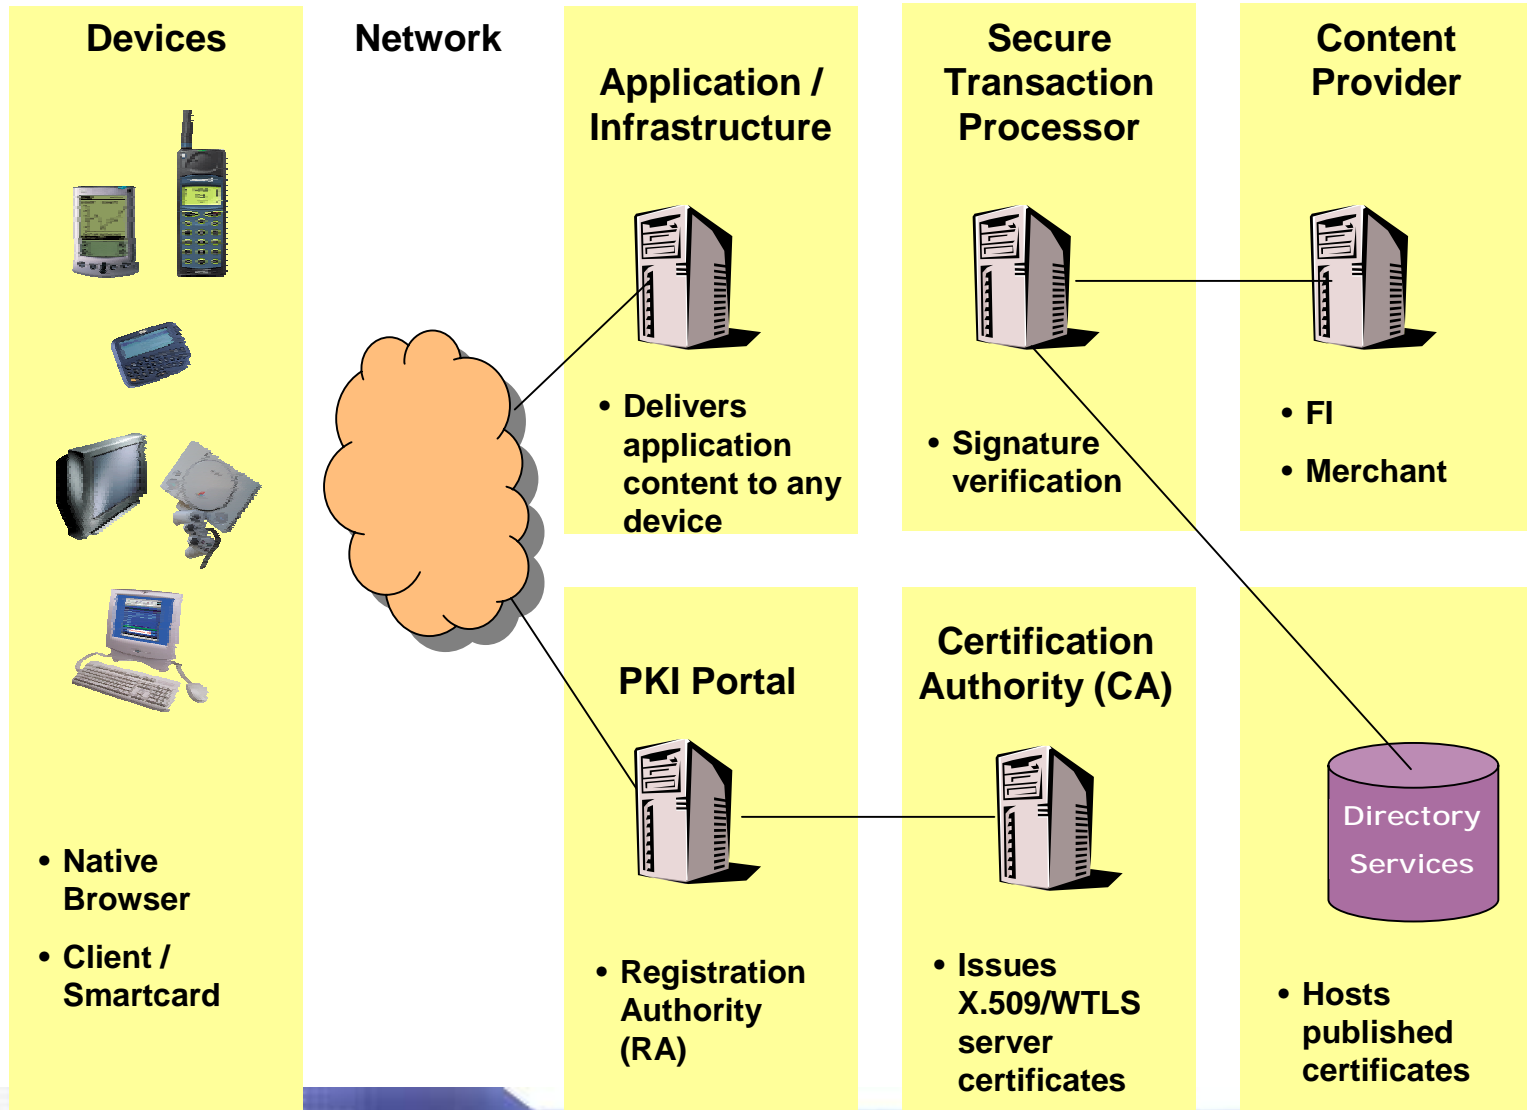 Devices
• Native
Browser
• Client /
Smartcard
Network
Application /
Infrastructure
• Delivers
application
content to any
device
Secure
Transaction
Processor
• Signature
verification
Content
Provider
• FI
• Merchant
PKI Portal
• Registration
Authority
(RA)
Certification
Authority (CA)
• Issues
X.509/WTLS
server
certificates
Directory
Services
• Hosts
published
certificates